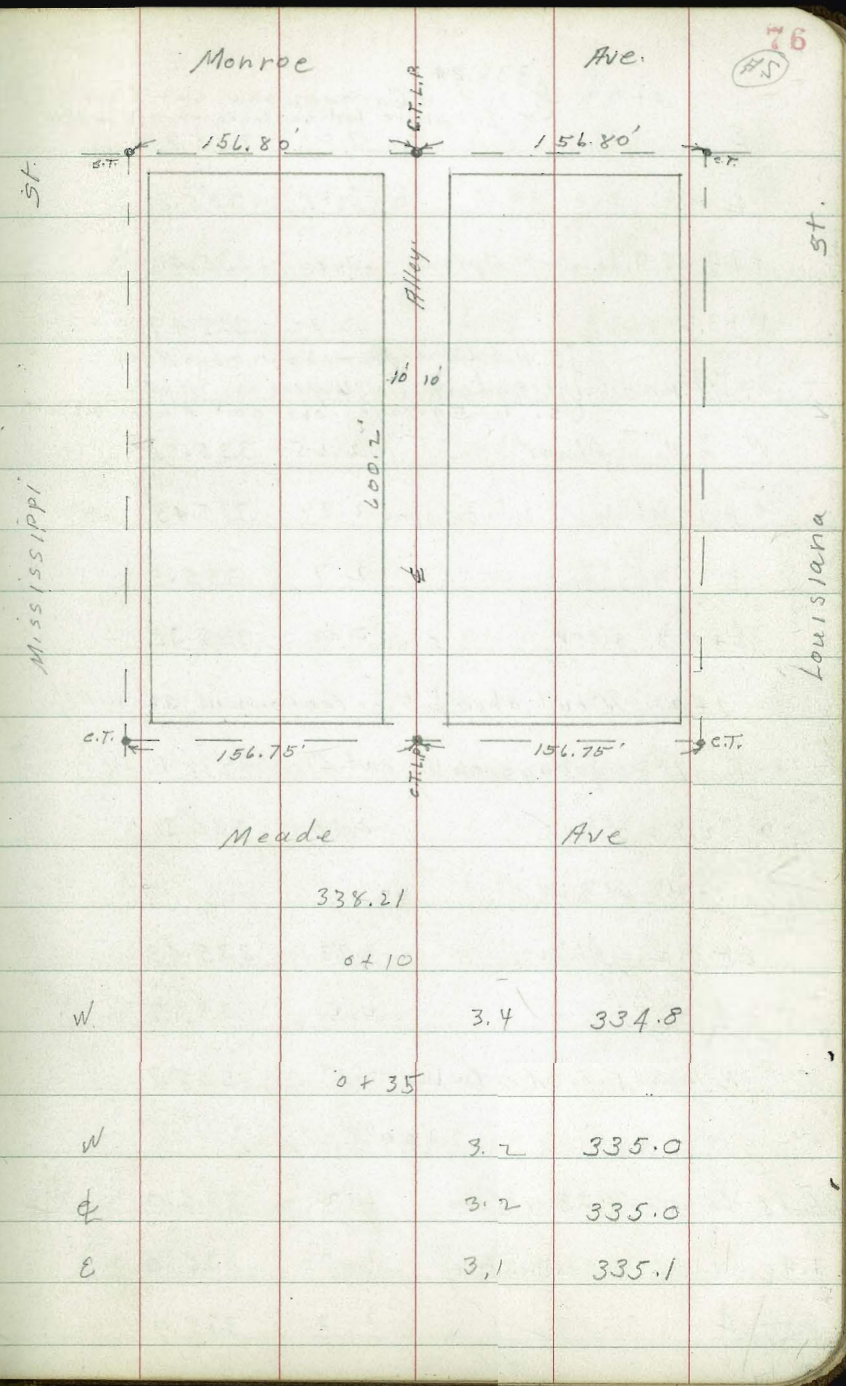 76
Monroe Ave.
C.T.L.P.
156.80' 156.80'
C.T.
St. St.
Alley
10' 10'
600.2'
Mississippi
Louisiana
C.T. C.T.
156.75' 156.75'
C.T.L.P.
Meade Ave
338.21
0+10
W. 3.4 334.8
0+35
W 3.2 335.0
℄ 3.2 335.0
E 3.1 335.1